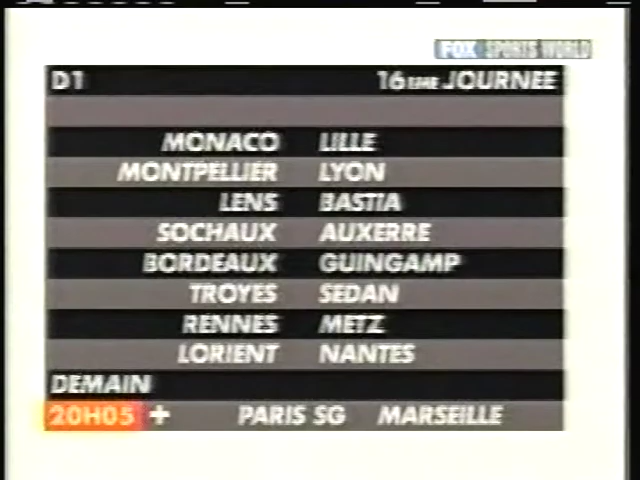 FOX SPORTS WORLD
D1 16EME JOURNEE
MONACO LILLE
MONTPELLIER LYON
LENS BASTIA
SOCHAUX AUXERRE
BORDEAUX GUINGAMP
TROYES SEDAN
RENNES METZ
LORIENT NANTES
DEMAIN
20H05 + PARIS SG MARSEILLE